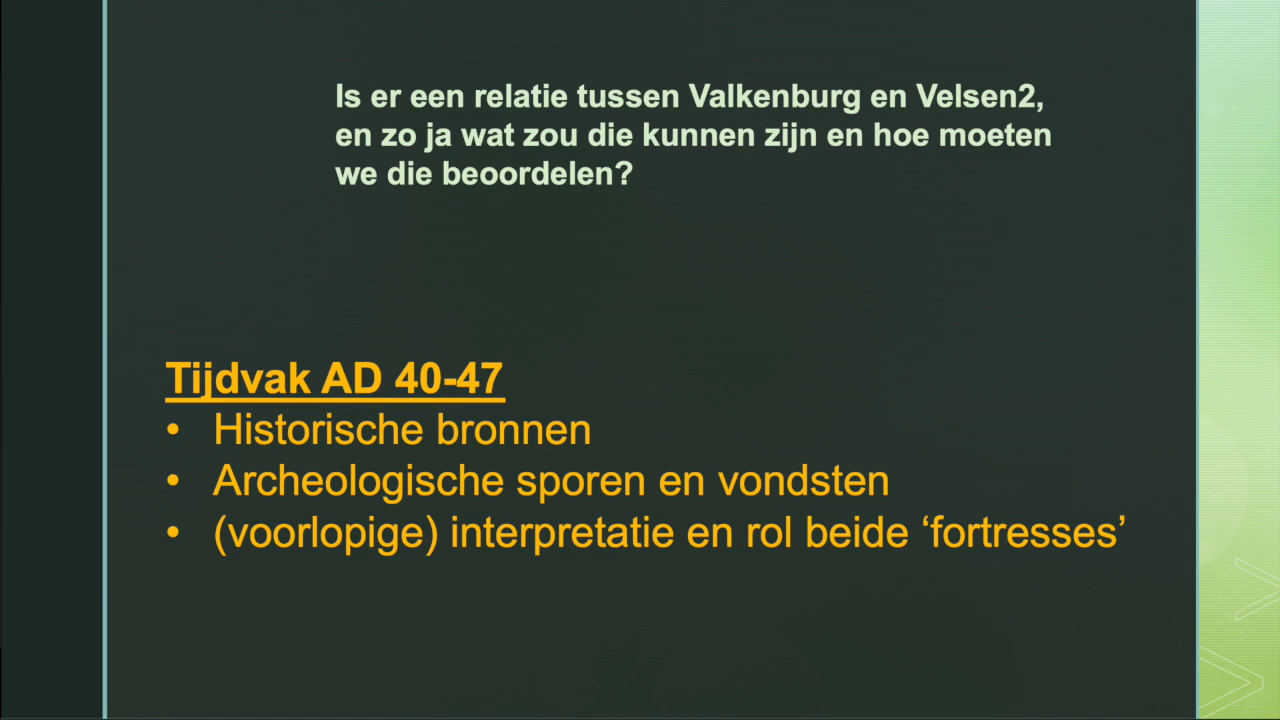 Is er een relatie tussen Valkenburg en Velsen2,
en zo ja wat zou die kunnen zijn en hoe moeten
we die beoordelen?
Tijdvak AD 40-47
• Historische bronnen
• Archeologische sporen en vondsten
• (voorlopige) interpretatie en rol beide ‘fortresses’